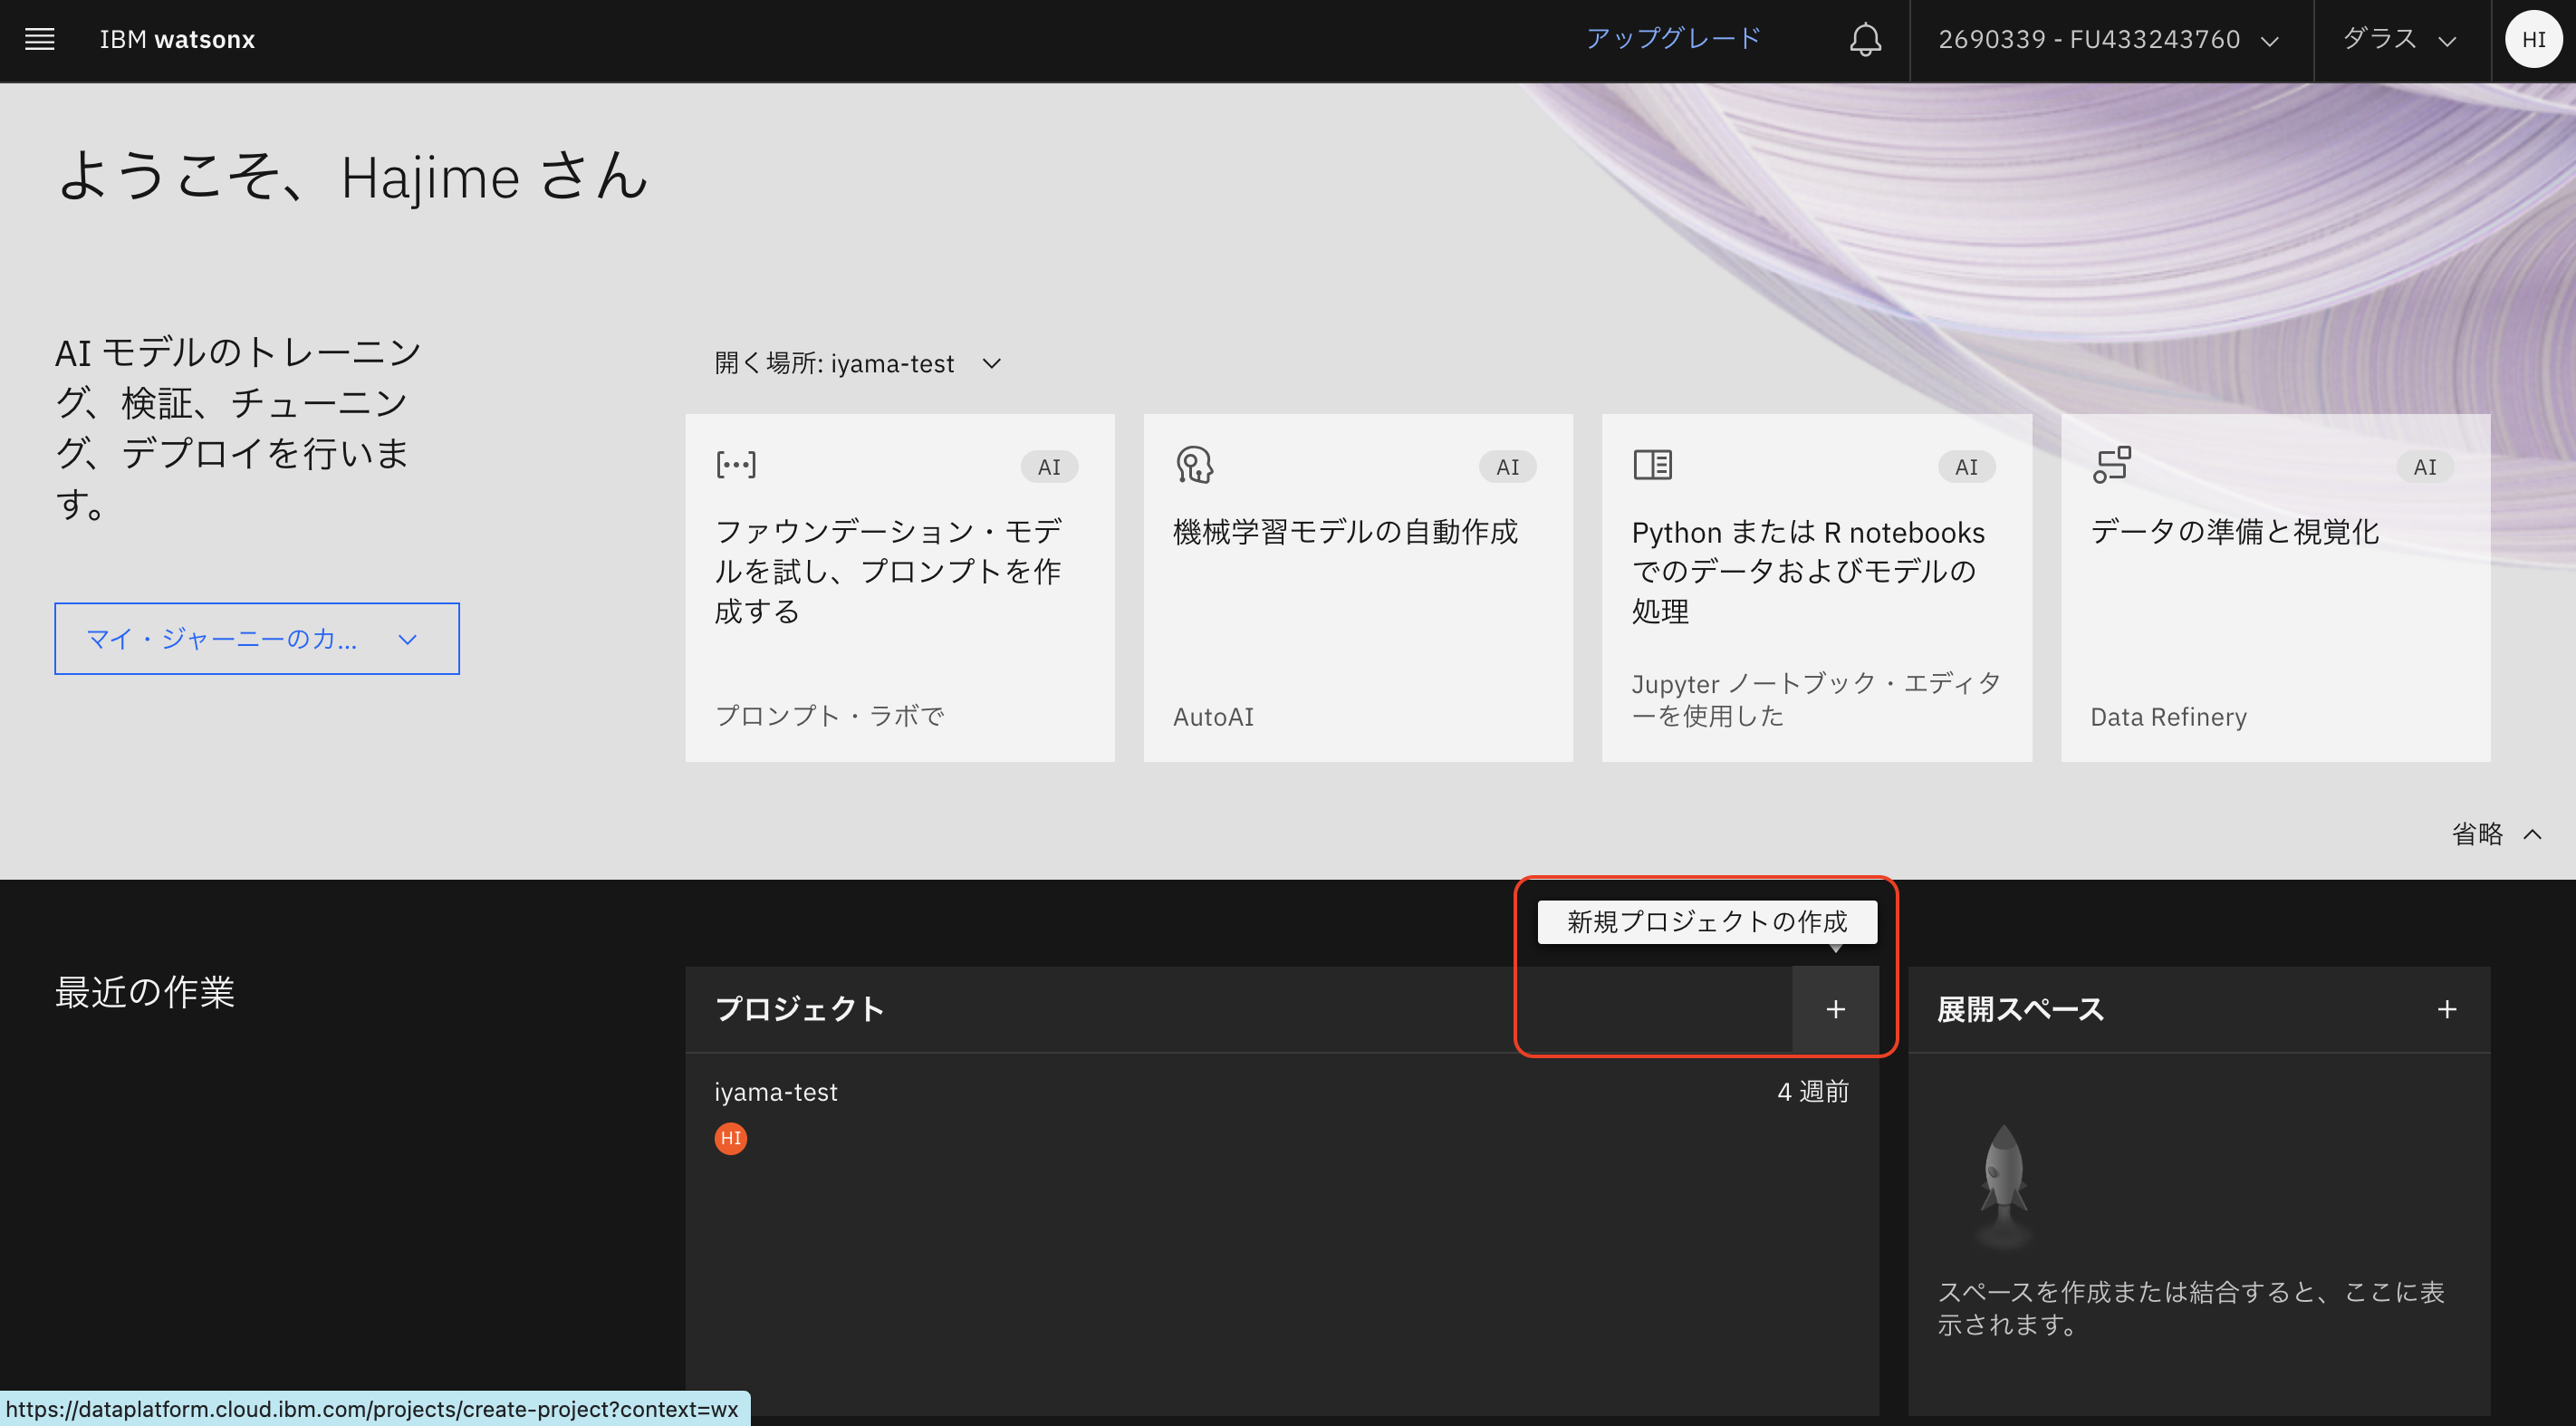 IBM watsonx
アップグレード
2690339 - FU433243760
ダラス
HI
ようこそ、Hajime さん
AI モデルのトレーニン
グ、検証、チューニン
グ、デプロイを行いま
す。
マイ・ジャーニーのカ...
開く場所: iyama-test
AI
ファウンデーション・モデ
ルを試し、プロンプトを作
成する
プロンプト・ラボで
AI
機械学習モデルの自動作成
AutoAI
AI
Python または R notebooks
でのデータおよびモデルの
処理
Jupyter ノートブック・エディタ
ーを使用した
AI
データの準備と視覚化
Data Refinery
省略
新規プロジェクトの作成
最近の作業
プロジェクト
+
iyama-test
4 週前
HI
展開スペース
+
スペースを作成または結合すると、ここに表
示されます。
https://dataplatform.cloud.ibm.com/projects/create-project?context=wx